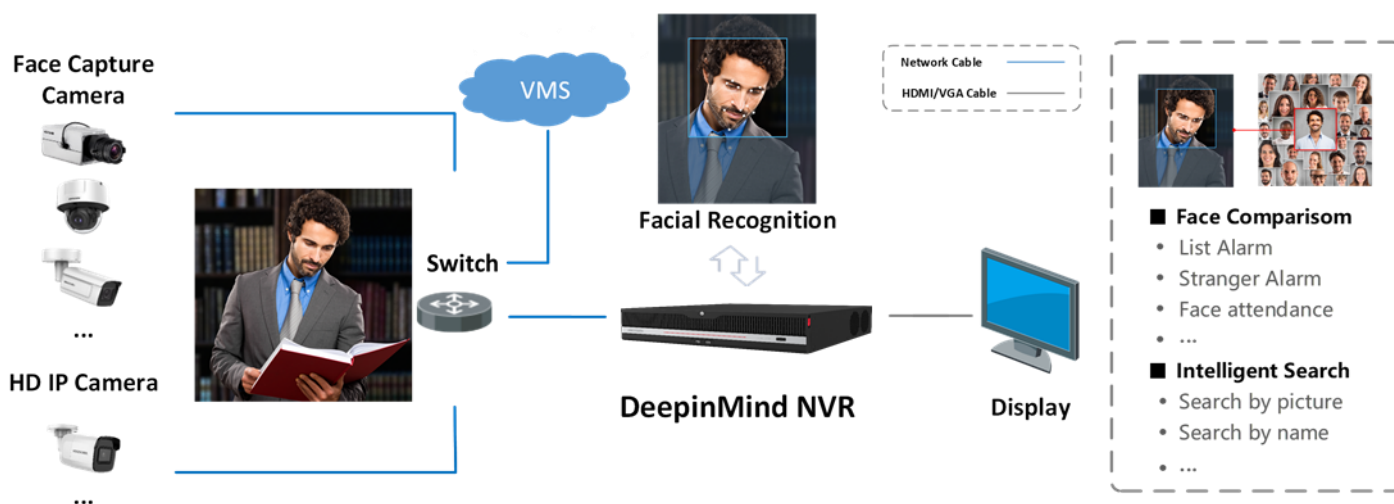 Face Capture
Camera
...
HD IP Camera
...
Switch
VMS
Facial Recognition
DeepinMind NVR
Network Cable
HDMI/VGA Cable
Display
■ Face Comparisom
• List Alarm
• Stranger Alarm
• Face attendance
• ...
■ Intelligent Search
• Search by picture
• Search by name
• ...